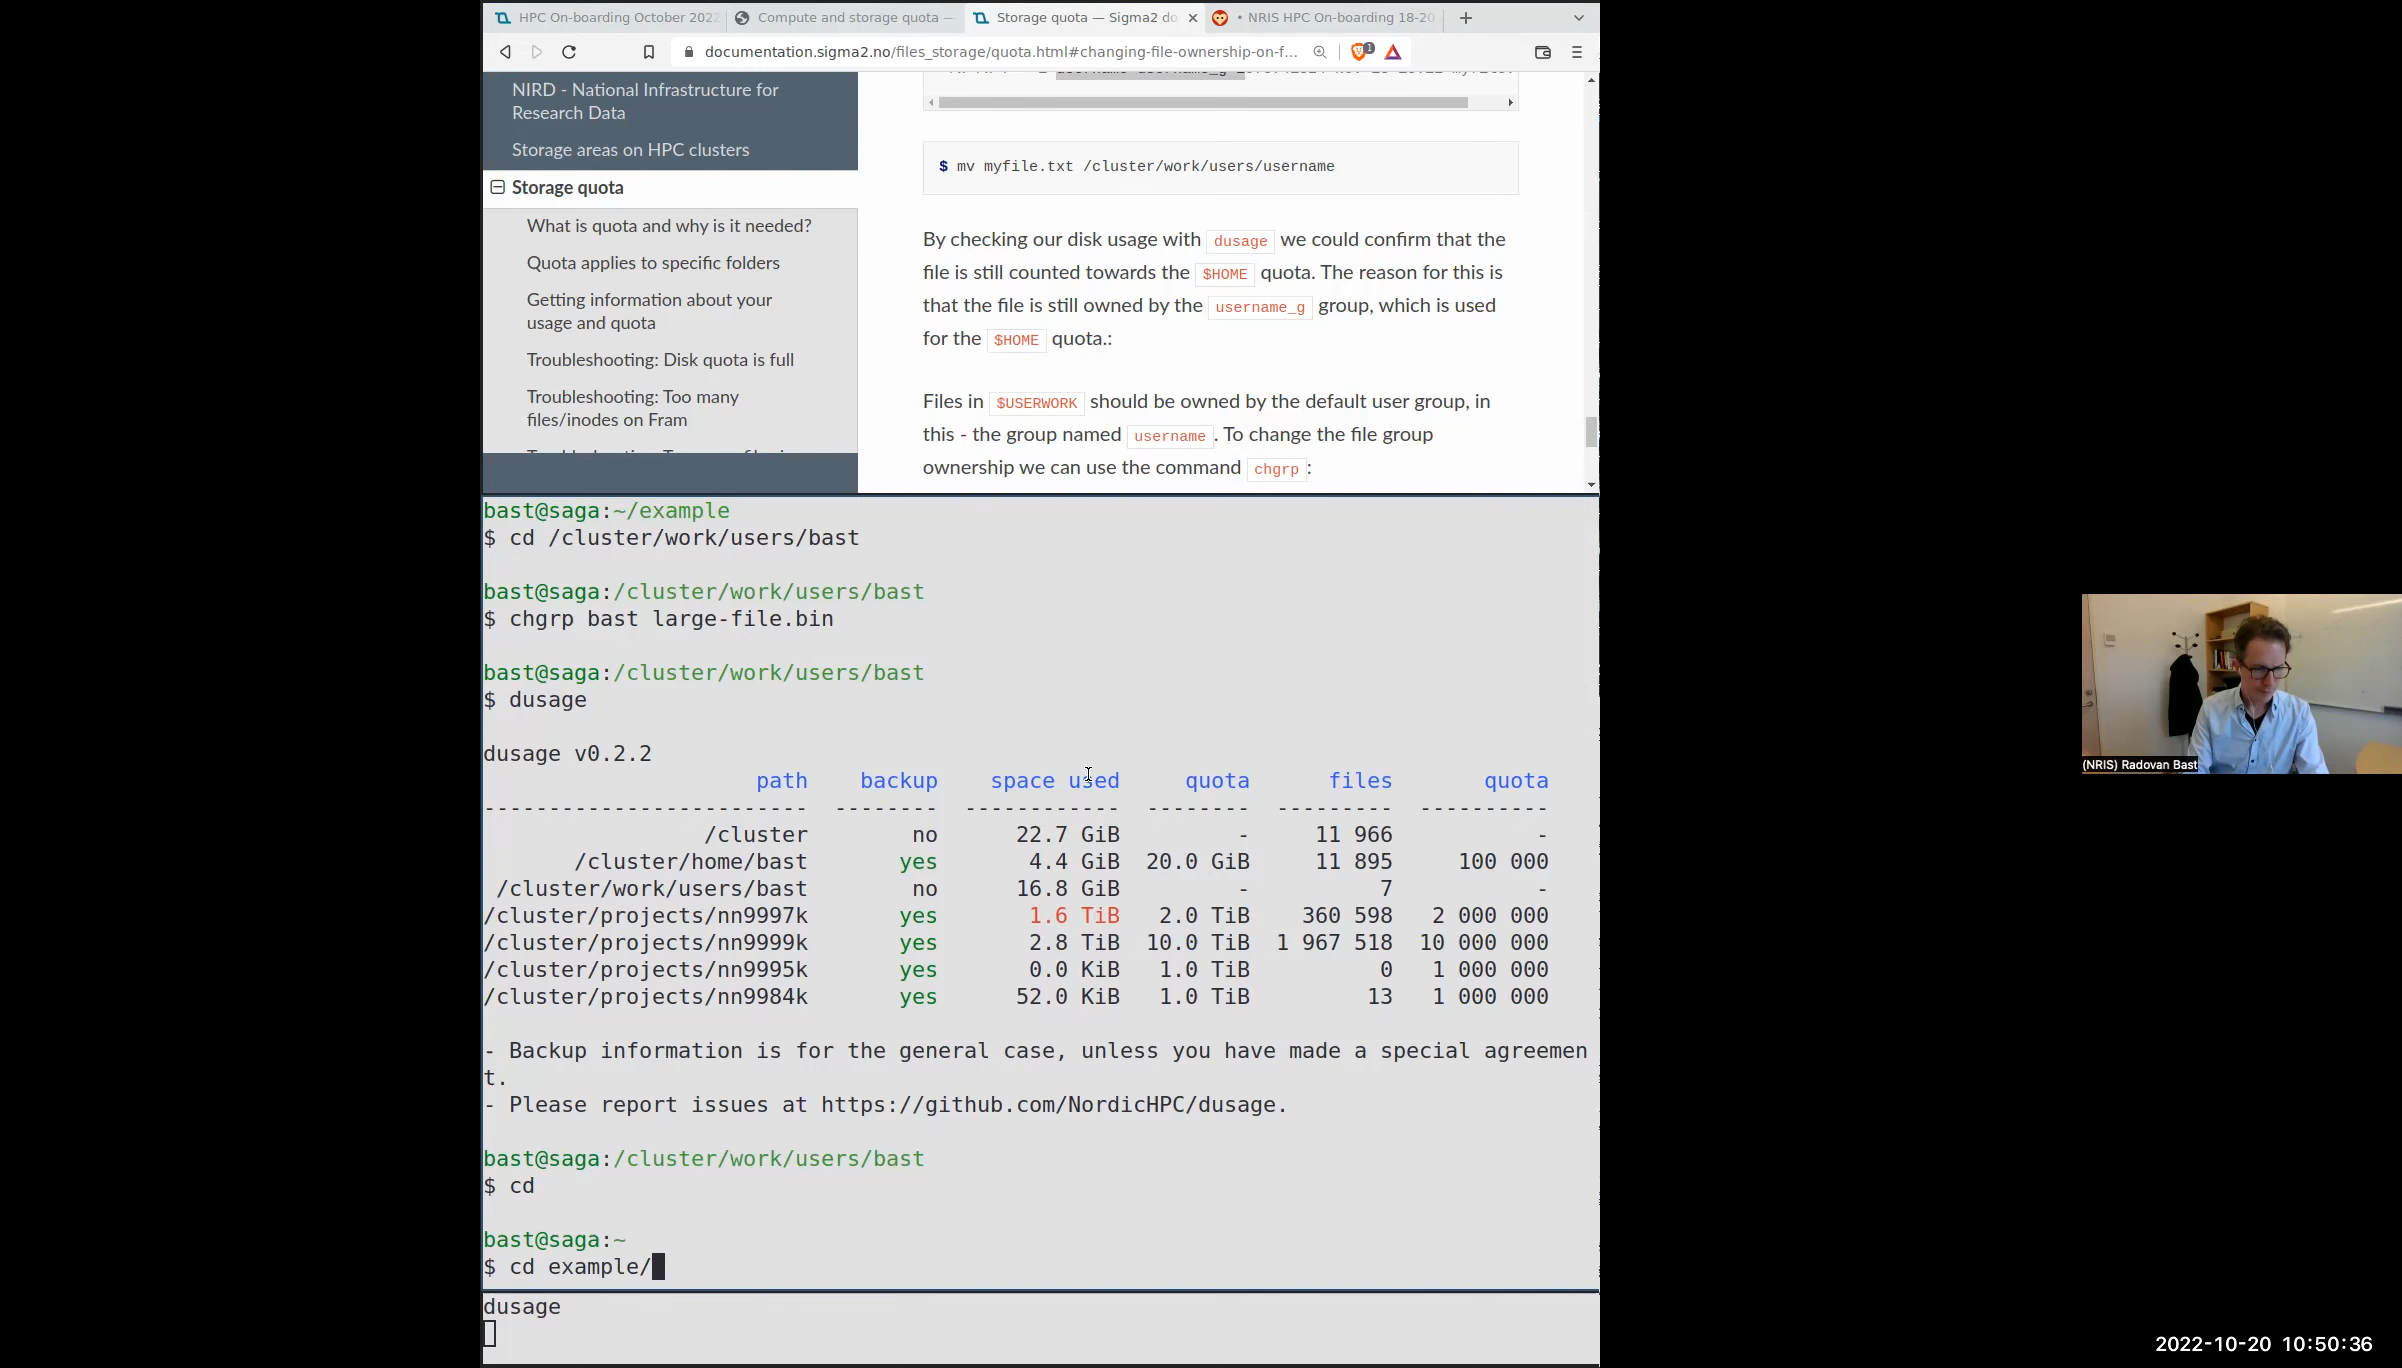 HPC On-boarding October 2022
Compute and storage quota —
Storage quota — Sigma2 do
• NRIS HPC On-boarding 18-20
documentation.sigma2.no/files_storage/quota.html#changing-file-ownership-on-f...
1
NIRD - National Infrastructure for
Research Data
Storage areas on HPC clusters
Storage quota
What is quota and why is it needed?
Quota applies to specific folders
Getting information about your
usage and quota
Troubleshooting: Disk quota is full
Troubleshooting: Too many
files/inodes on Fram
$ mv myfile.txt /cluster/work/users/username
By checking our disk usage with dusage we could confirm that the
file is still counted towards the $HOME quota. The reason for this is
that the file is still owned by the username_g group, which is used
for the $HOME quota.:
Files in $USERWORK should be owned by the default user group, in
this - the group named username. To change the file group
ownership we can use the command chgrp:
bast@saga:~/example
$ cd /cluster/work/users/bast
bast@saga:/cluster/work/users/bast
$ chgrp bast large-file.bin
bast@saga:/cluster/work/users/bast
$ dusage
dusage v0.2.2
path backup space used quota files quota
------------------------- -------- ------------ -------- --------- ----------
/cluster no 22.7 GiB - 11 966 -
/cluster/home/bast yes 4.4 GiB 20.0 GiB 11 895 100 000
/cluster/work/users/bast no 16.8 GiB - 7 -
/cluster/projects/nn9997k yes 1.6 TiB 2.0 TiB 360 598 2 000 000
/cluster/projects/nn9999k yes 2.8 TiB 10.0 TiB 1 967 518 10 000 000
/cluster/projects/nn9995k yes 0.0 KiB 1.0 TiB 0 1 000 000
/cluster/projects/nn9984k yes 52.0 KiB 1.0 TiB 13 1 000 000
- Backup information is for the general case, unless you have made a special agreemen
t.
- Please report issues at https://github.com/NordicHPC/dusage.
bast@saga:/cluster/work/users/bast
$ cd
bast@saga:~
$ cd example/
dusage
(NRIS) Radovan Bast
2022-10-20 10:50:36